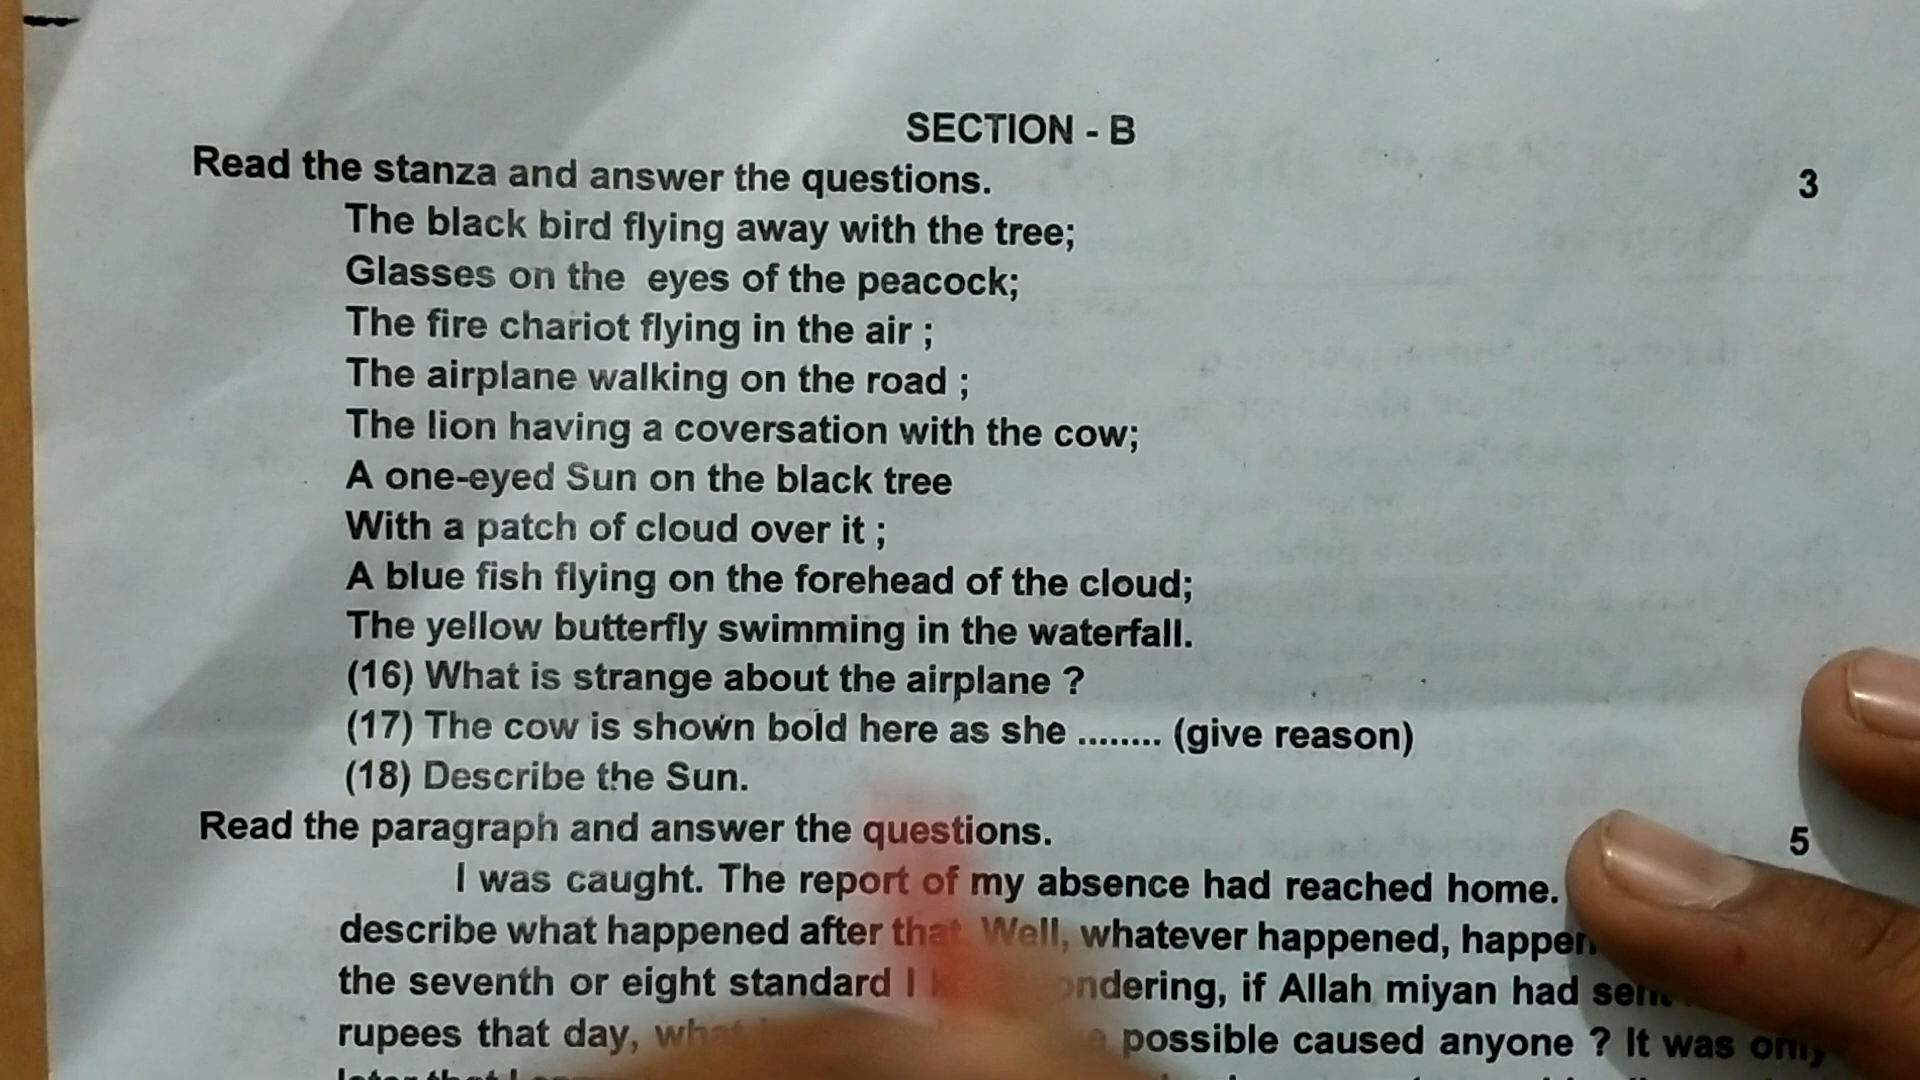 SECTION - B
Read the stanza and answer the questions. 3
The black bird flying away with the tree;
Glasses on the eyes of the peacock;
The fire chariot flying in the air ;
The airplane walking on the road ;
The lion having a coversation with the cow;
A one-eyed Sun on the black tree
With a patch of cloud over it ;
A blue fish flying on the forehead of the cloud;
The yellow butterfly swimming in the waterfall.
(16) What is strange about the airplane ?
(17) The cow is shown bold here as she ........ (give reason)
(18) Describe the Sun.
Read the paragraph and answer the questions. 5
I was caught. The report of my absence had reached home.
describe what happened after that. Well, whatever happened,
the seventh or eight standard I if Allah miyan had
rupees that day, possible caused anyone ? It was only